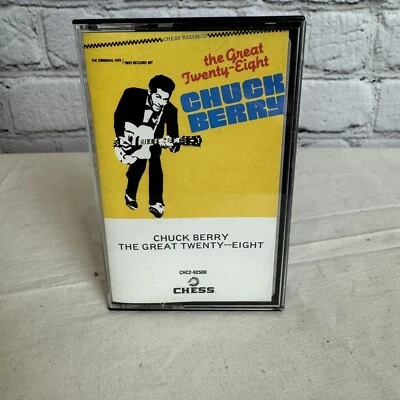 CHESS RECORDS
THE ORIGINAL HITS / TWO RECORD SET
the Great
Twenty-Eight
CHUCK
BERRY
CHUCK BERRY
THE GREAT TWENTY—EIGHT
CHC2-92500
CHESS